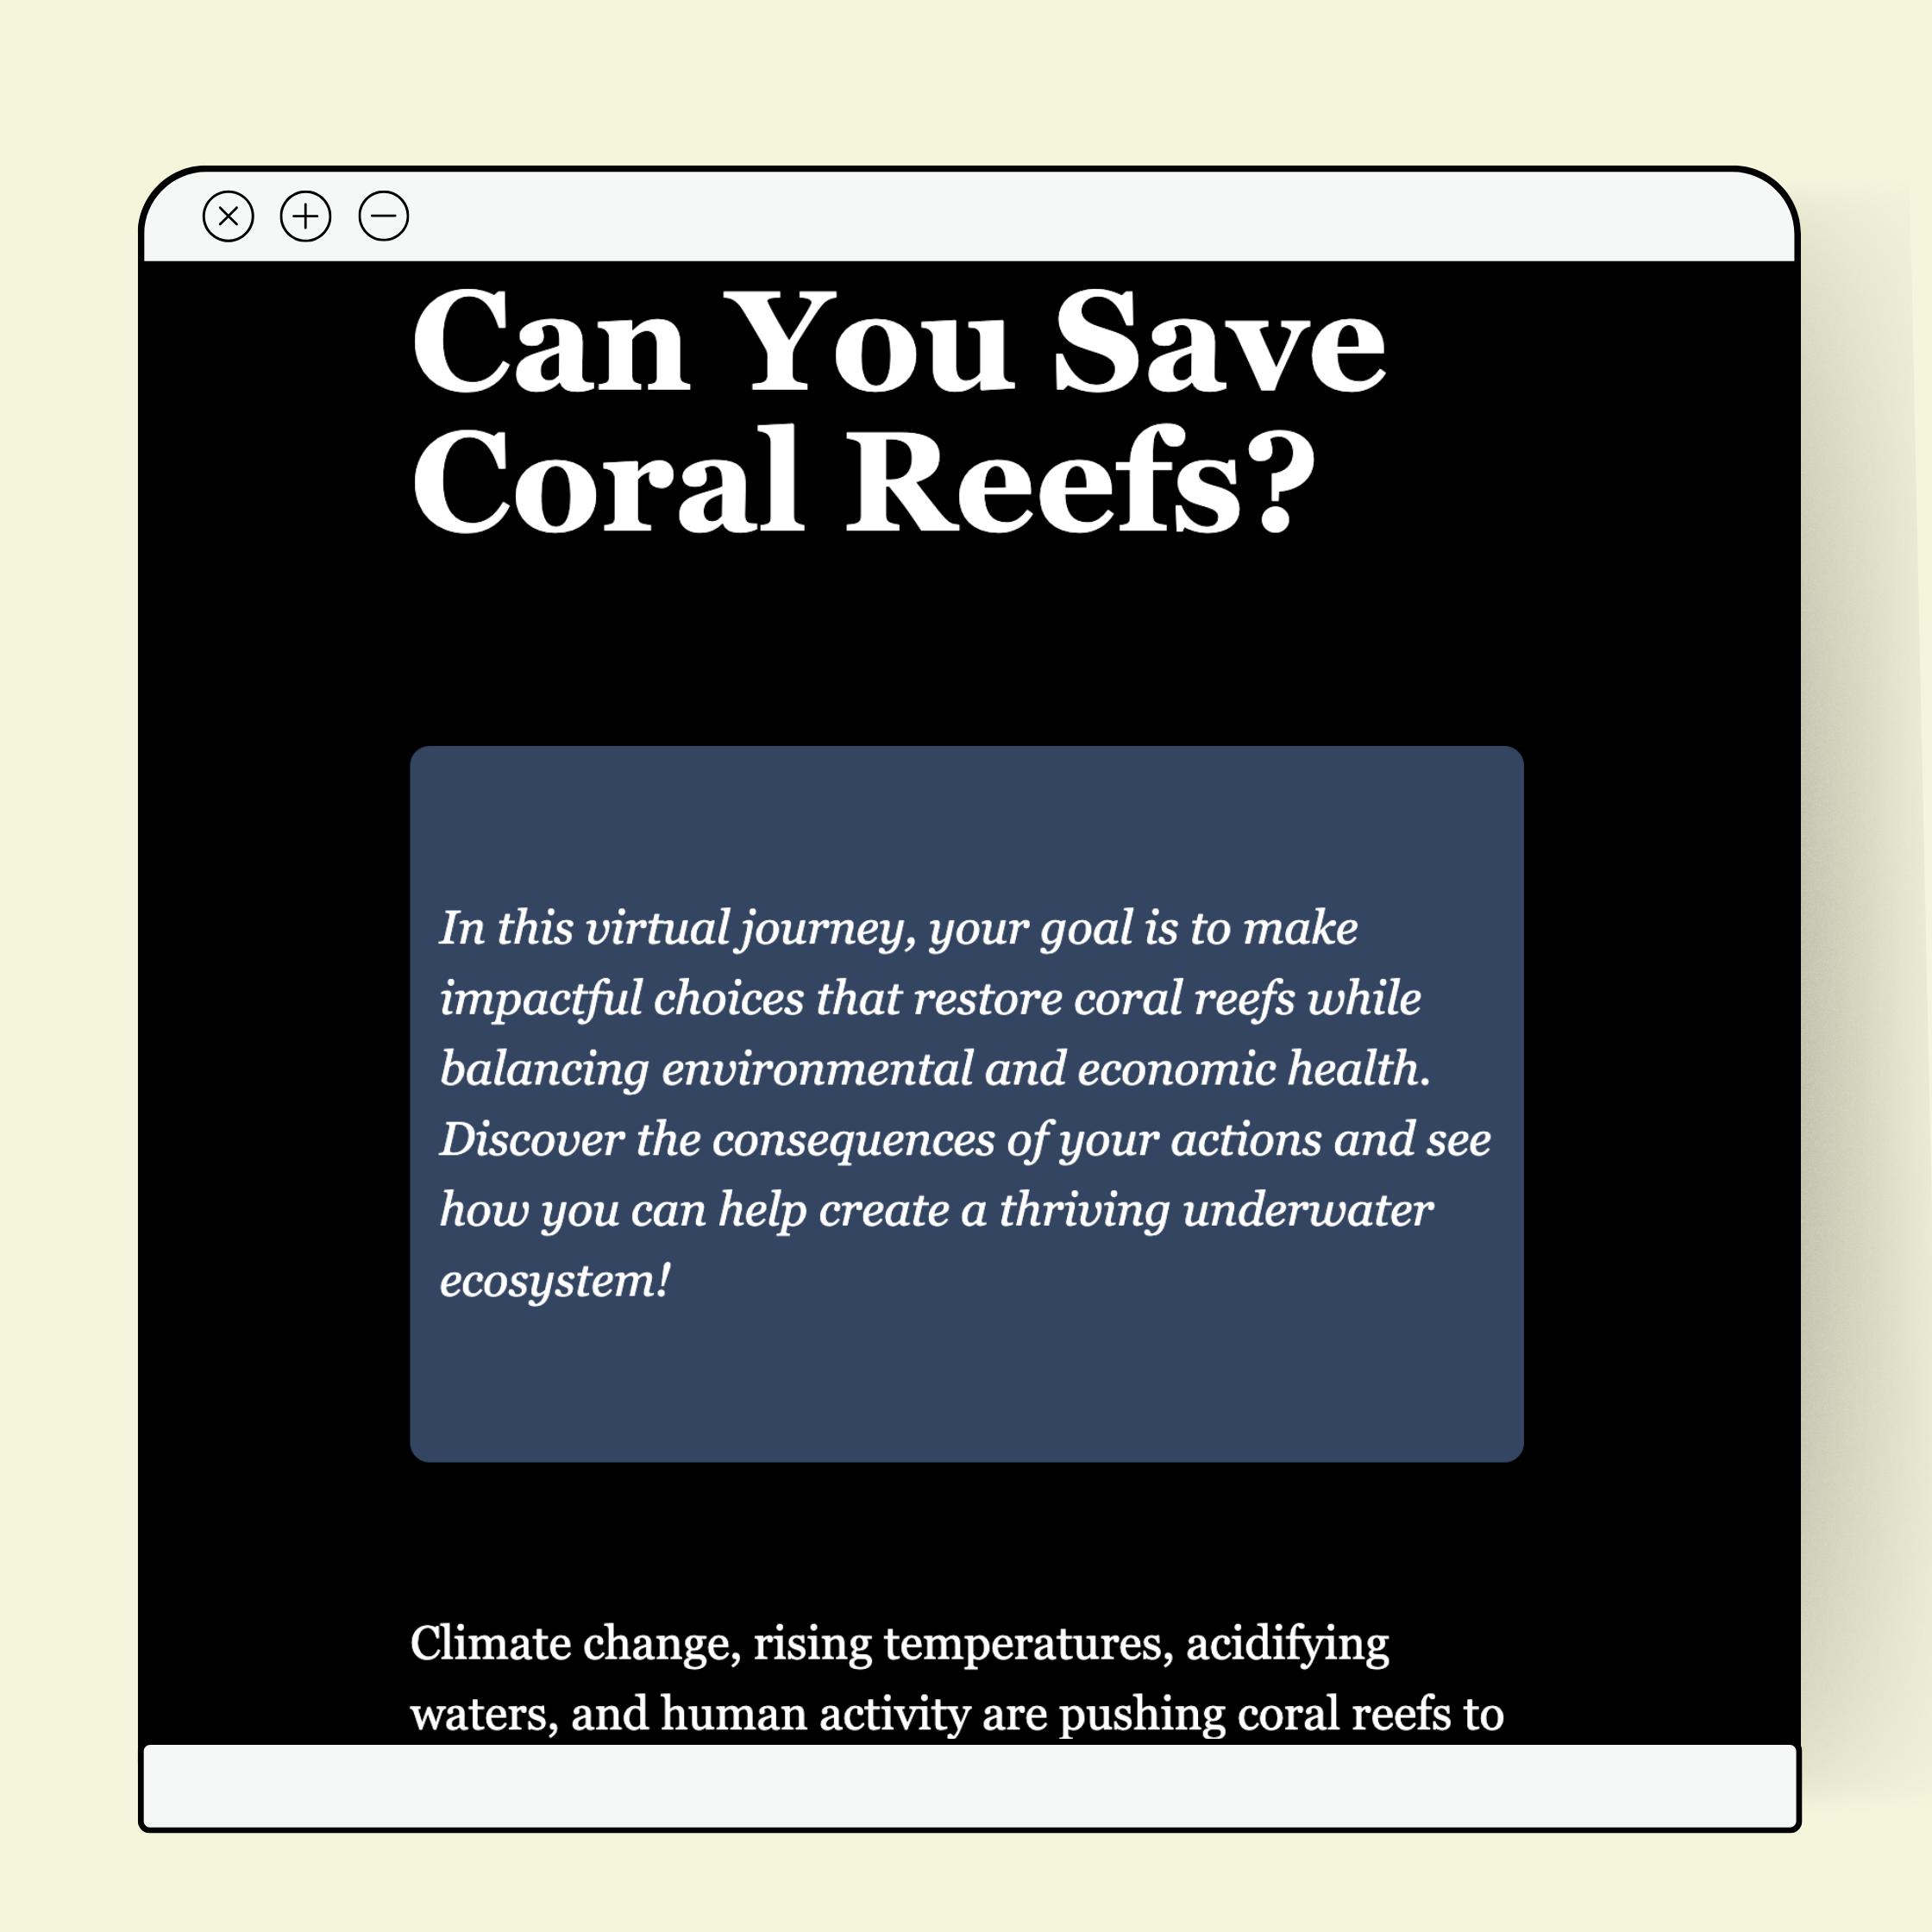 Can You Save
Coral Reefs?
In this virtual journey, your goal is to make
impactful choices that restore coral reefs while
balancing environmental and economic health.
Discover the consequences of your actions and see
how you can help create a thriving underwater
ecosystem!
Climate change, rising temperatures, acidifying
waters, and human activity are pushing coral reefs to